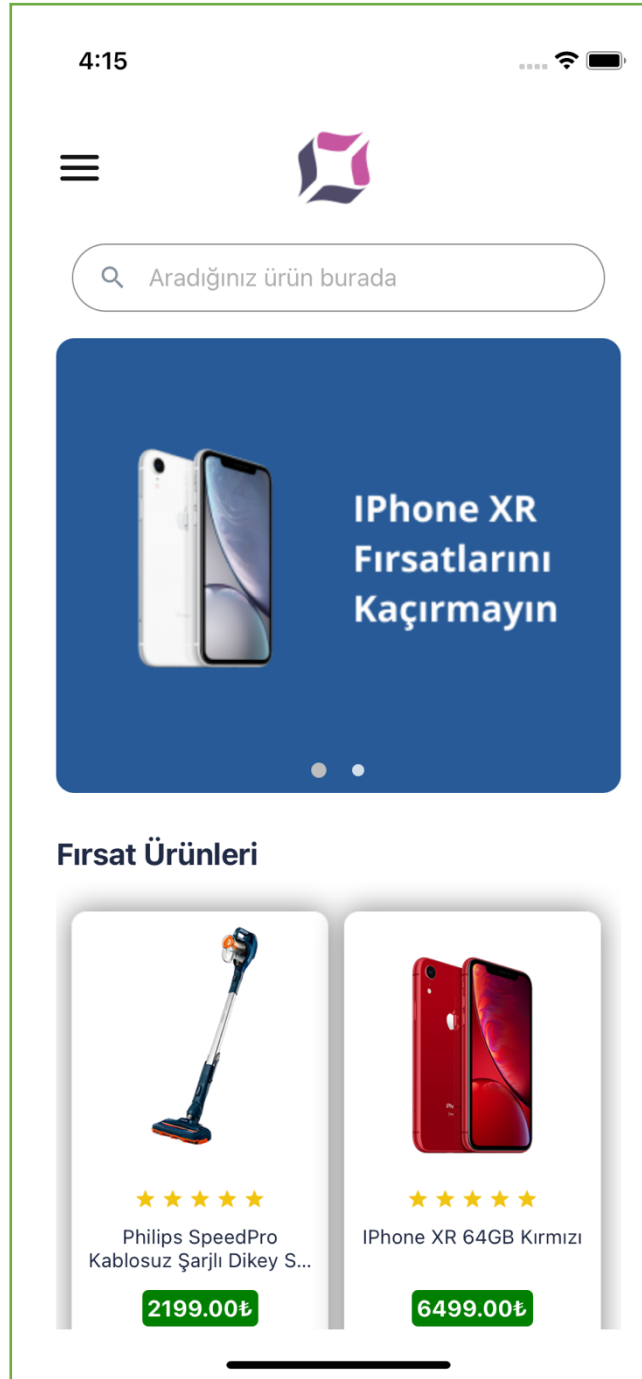 4:15
Aradığınız ürün burada
IPhone XR
Fırsatlarını
Kaçırmayın
Fırsat Ürünleri
Philips SpeedPro
Kablosuz Şarjlı Dikey S...
2199.00₺
IPhone XR 64GB Kırmızı
6499.00₺